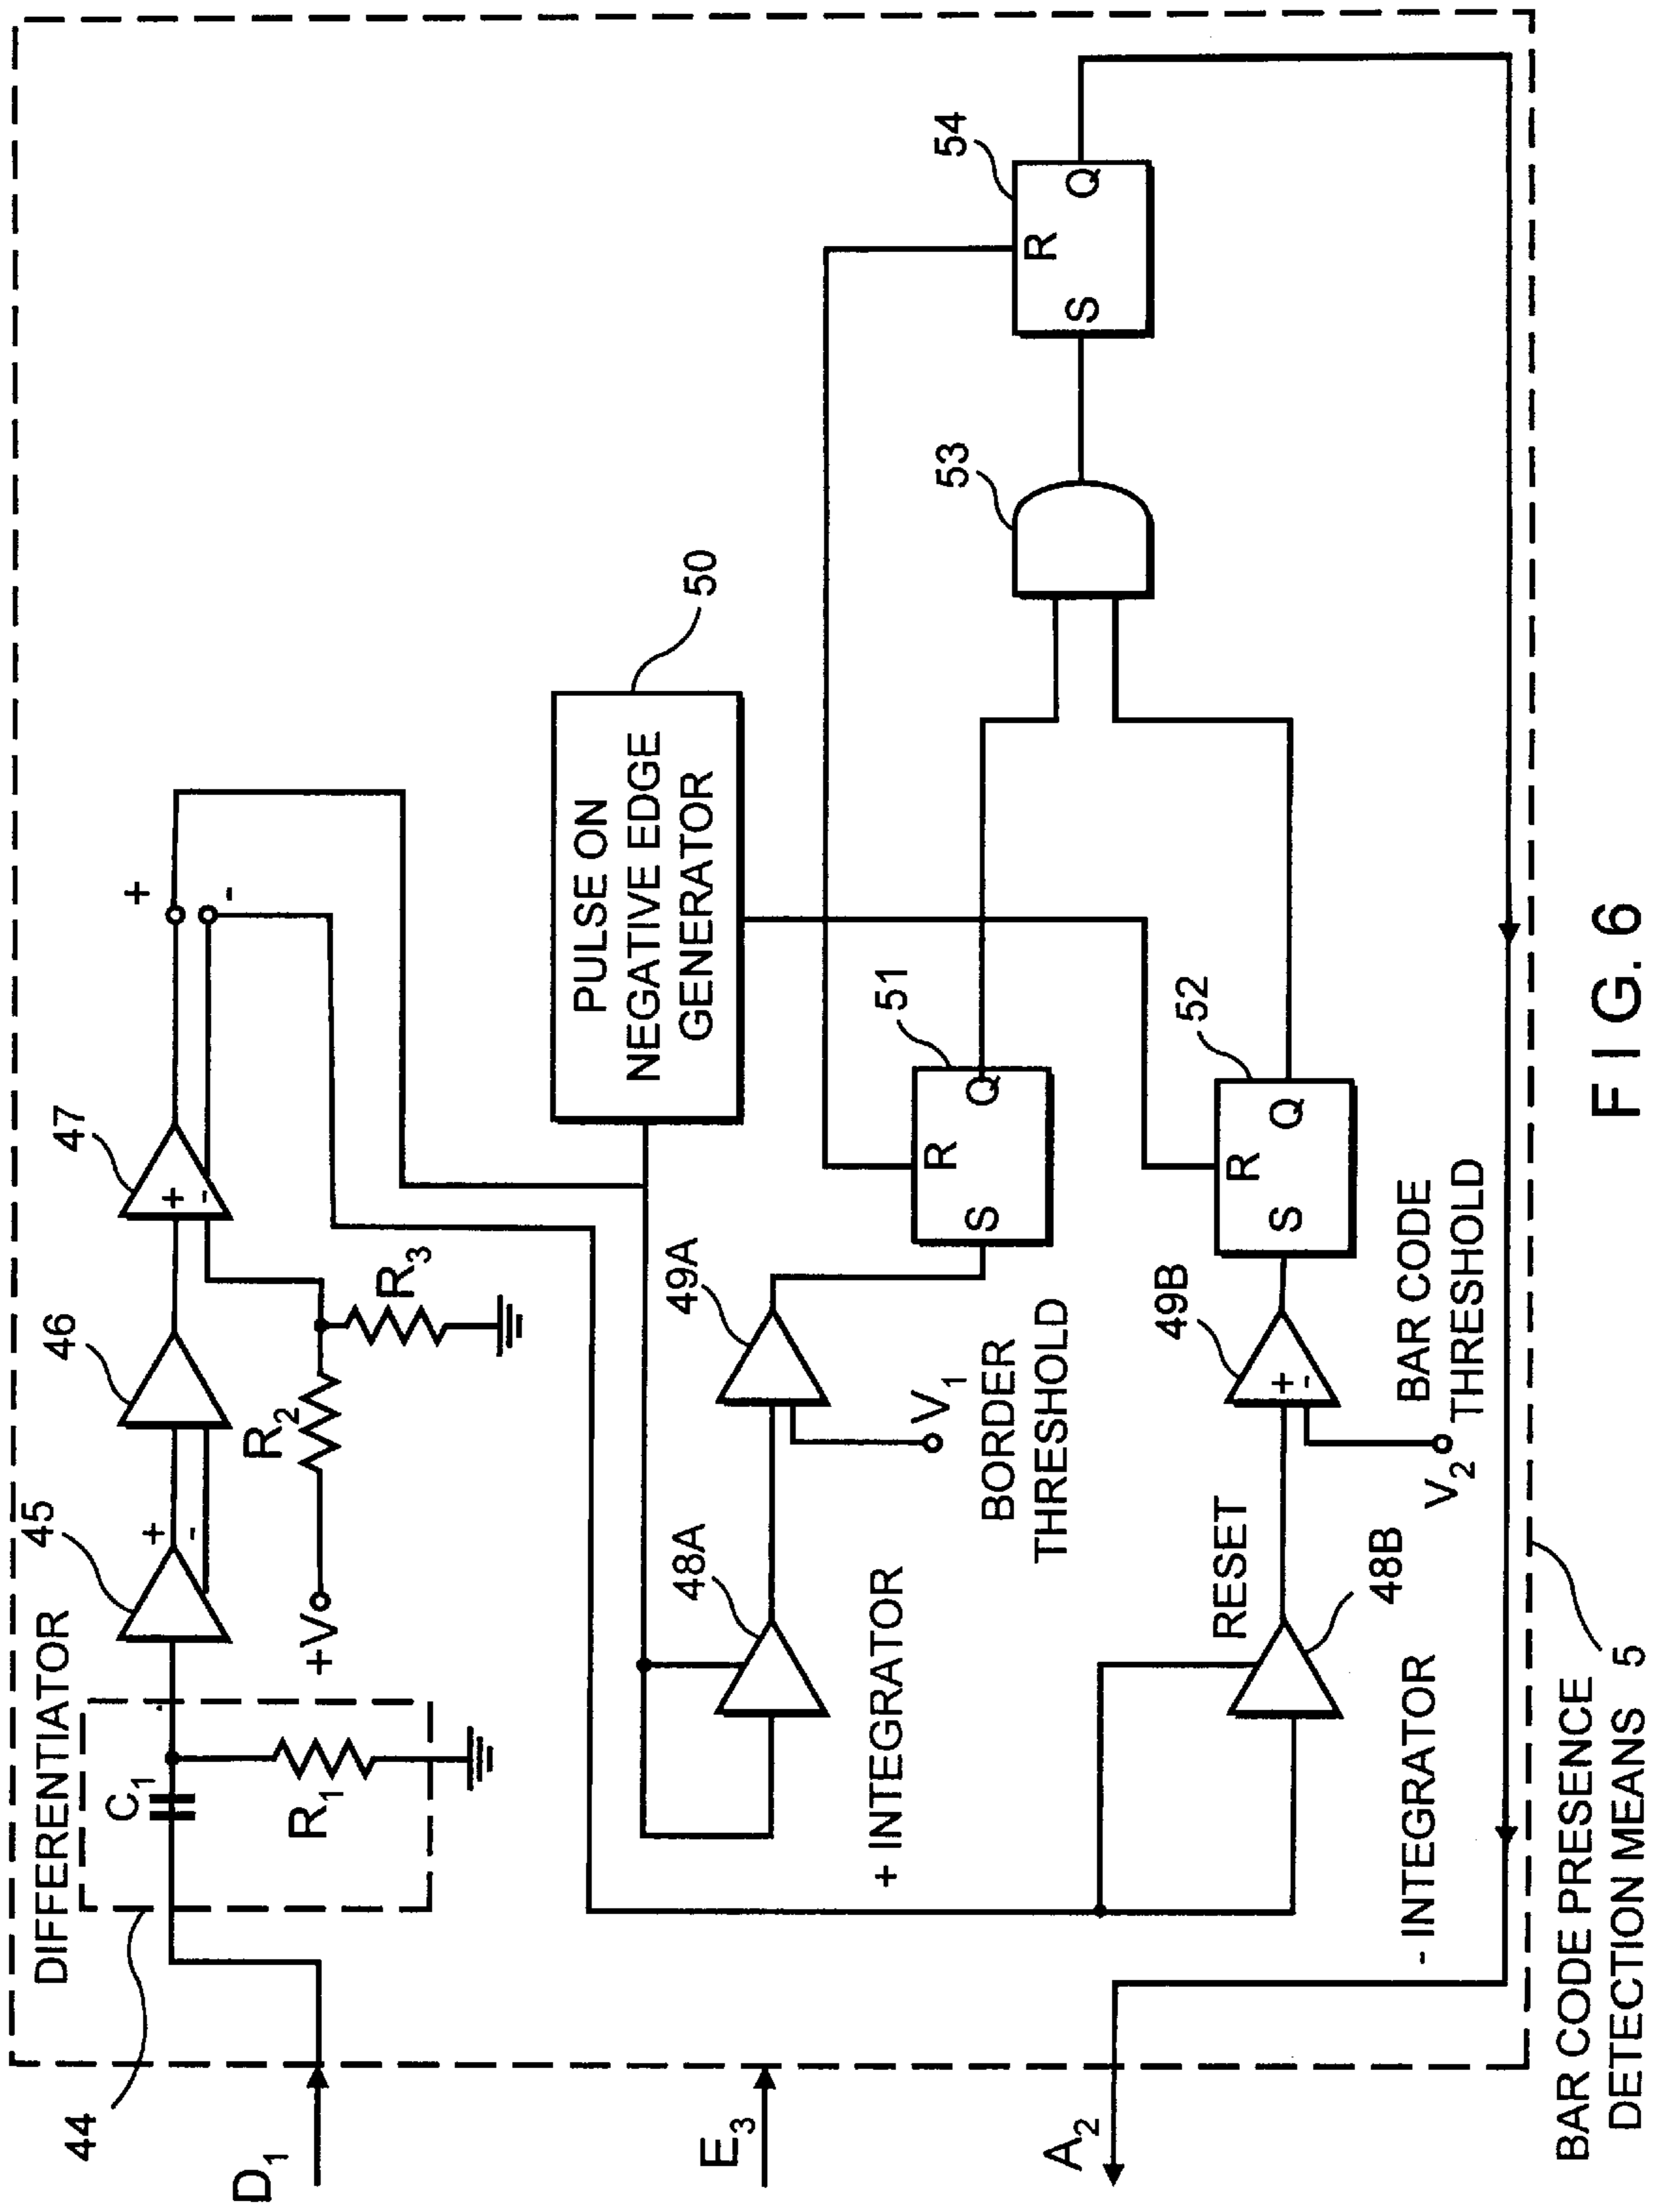 DIFFERENTIATOR
44
C1
R1
45
+
-
46
47
+
-
+
-
+V
R2
R3
D1
PULSE ON
NEGATIVE EDGE
GENERATOR
50
E3
48A
+ INTEGRATOR
49A
V1
BORDER
THRESHOLD
51
S
R
Q
53
54
S
R
Q
A2
RESET
48B
- INTEGRATOR
49B
+
-
V2
BAR CODE
THRESHOLD
52
S
R
Q
BAR CODE PRESENCE
DETECTION MEANS 5
FIG. 6